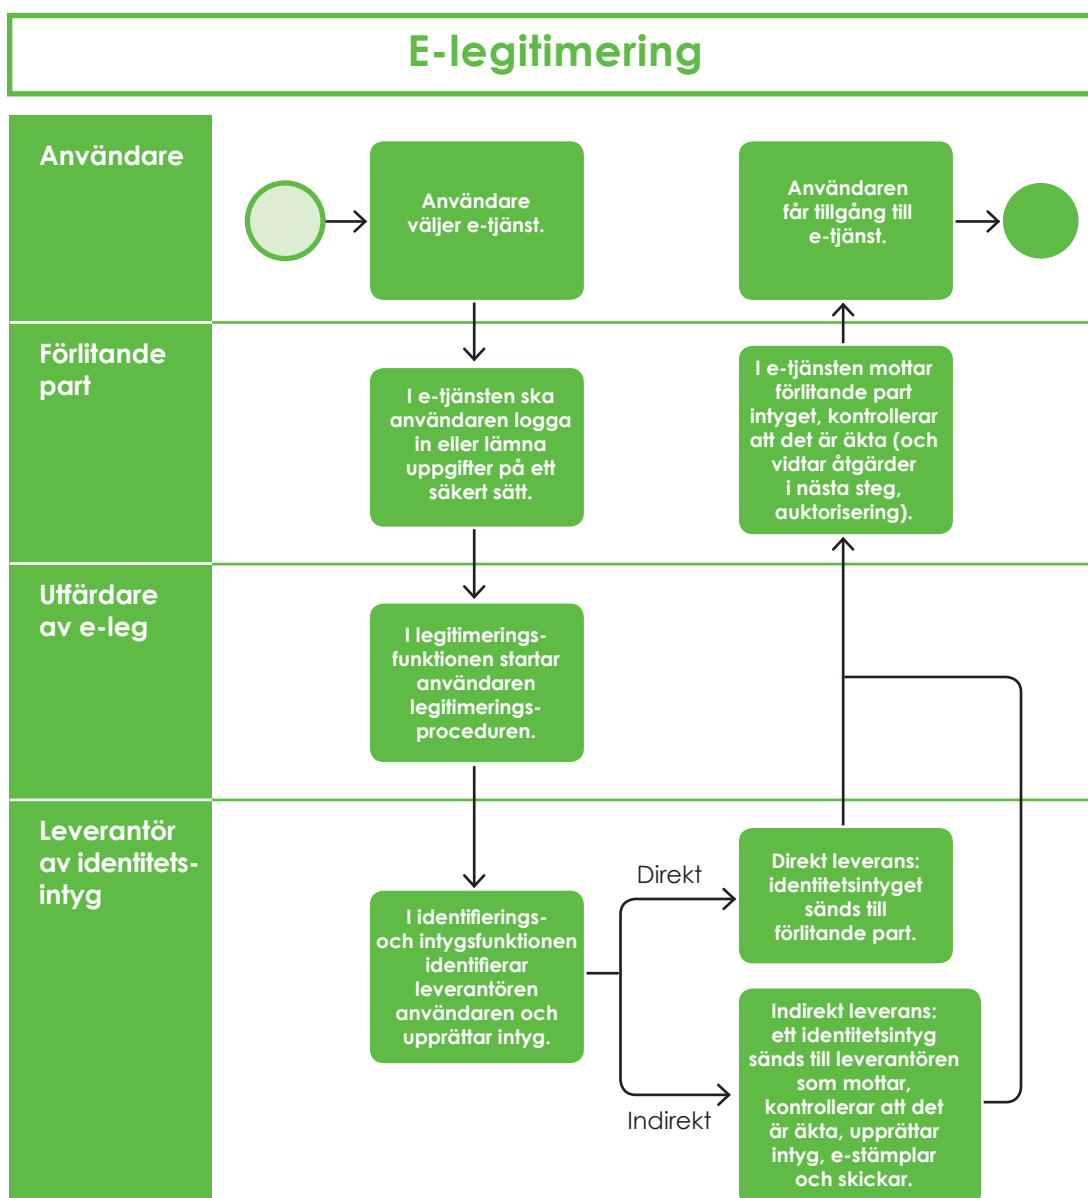 E-legitimering
Användare
Användare
väljer e-tjänst.
Användaren
får tillgång till
e-tjänst.
Förlitande
part
I e-tjänsten ska
användaren logga
in eller lämna
uppgifter på ett
säkert sätt.
I e-tjänsten mottar
förlitande part
intyget, kontrollerar
att det är äkta (och
vidtar åtgärder
i nästa steg,
auktorisering).
Utfärdare
av e-leg
I legitimerings-
funktionen startar
användaren
legitimerings-
proceduren.
Leverantör
av identitets-
intyg
I identifierings-
och intygsfunktionen
identifierar
leverantören
användaren och
upprättar intyg.
Direkt
Direkt leverans:
identitetsintyget
sänds till
förlitande part.
Indirekt
Indirekt leverans:
ett identitetsintyg
sänds till leverantören
som mottar,
kontrollerar att det
är äkta, upprättar
intyg, e-stämplar
och skickar.